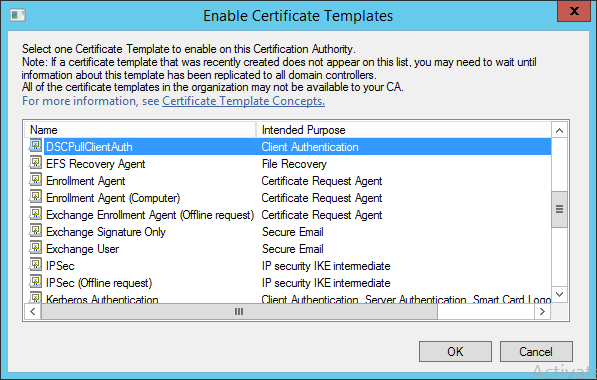 Enable Certificate Templates
Select one Certificate Template to enable on this Certification Authority.
Note: If a certificate template that was recently created does not appear on this list, you may need to wait until
information about this template has been replicated to all domain controllers.
All of the certificate templates in the organization may not be available to your CA.
For more information, see Certificate Template Concepts.
Name Intended Purpose
DSCPullClientAuth Client Authentication
EFS Recovery Agent File Recovery
Enrollment Agent Certificate Request Agent
Enrollment Agent (Computer) Certificate Request Agent
Exchange Enrollment Agent (Offline request) Certificate Request Agent
Exchange Signature Only Secure Email
Exchange User Secure Email
IPSec IP security IKE intermediate
IPSec (Offline request) IP security IKE intermediate
Kerberos Authentication Client Authentication, Server Authentication, Smart Card Logo
OK Cancel
Activat